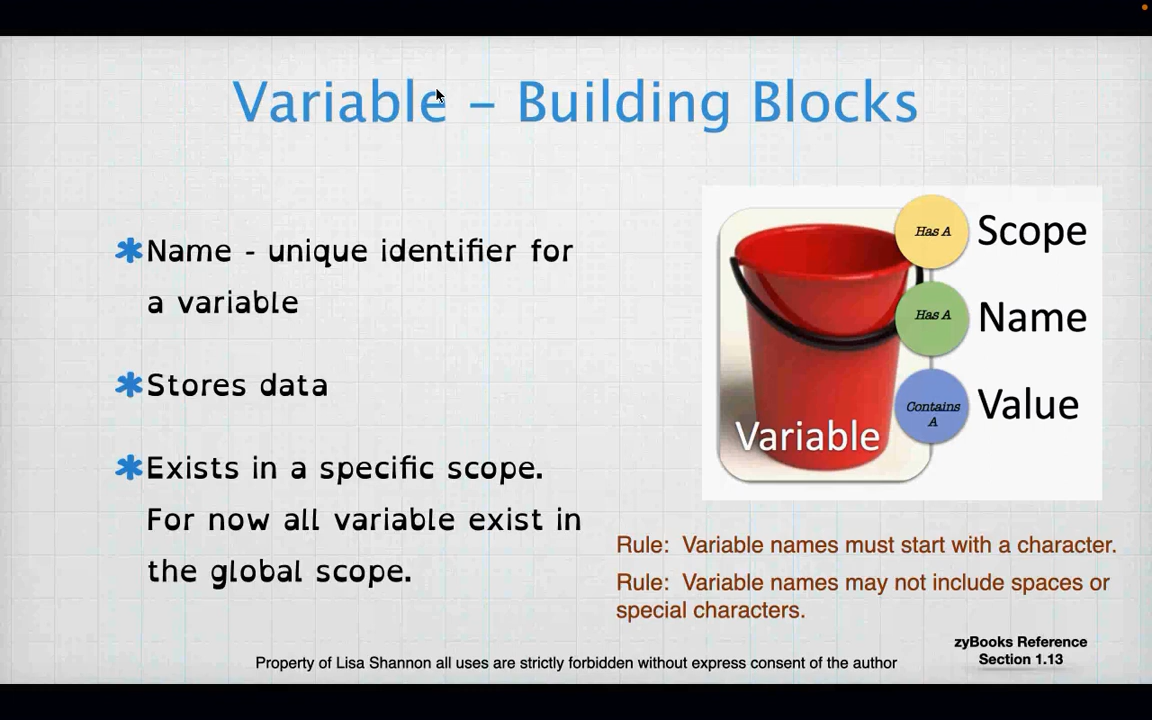 Variable – Building Blocks
✱Name - unique identifier for
a variable
✱Stores data
✱Exists in a specific scope.
For now all variable exist in
the global scope.
Has A
Scope
Has A
Name
Contains
A
Value
Variable
Rule:  Variable names must start with a character.
Rule:  Variable names may not include spaces or
special characters.
zyBooks Reference
Section 1.13
Property of Lisa Shannon all uses are strictly forbidden without express consent of the author